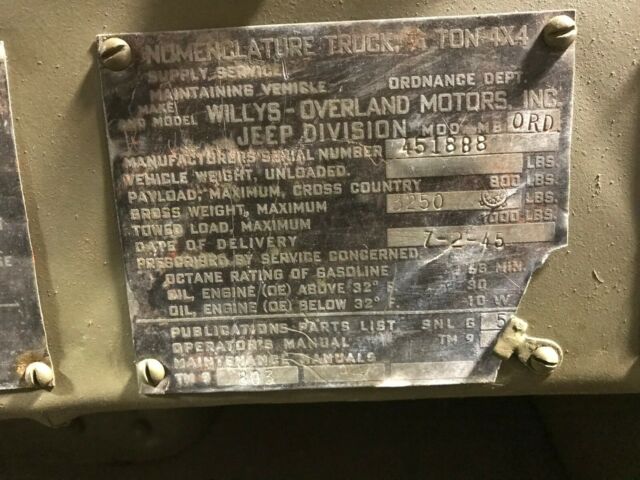 NOMENCLATURE TRUCK, TON 4X4
SUPPLY SERVICE
MAINTAINING VEHICLE ORDNANCE DEPT.
MAKE AND MODEL WILLYS-OVERLAND MOTORS, INC.
JEEP DIVISION MOD. MB ORD
MANUFACTURERS SERIAL NUMBER 451888
VEHICLE WEIGHT, UNLOADED. LBS.
PAYLOAD, MAXIMUM, CROSS COUNTRY 800 LBS.
GROSS WEIGHT, MAXIMUM 3250 LBS.
TOWED LOAD, MAXIMUM 1000 LBS.
DATE OF DELIVERY 7-2-45
PRESCRIBED BY SERVICE CONCERNED.
OCTANE RATING OF GASOLINE 68 MIN
OIL, ENGINE (OE) ABOVE 32° F. 30
OIL, ENGINE (OE) BELOW 32° F. 10 W
PUBLICATIONS PARTS LIST SNL G 5
OPERATOR'S MANUAL TM 9
MAINTENANCE MANUALS
TM 9 803